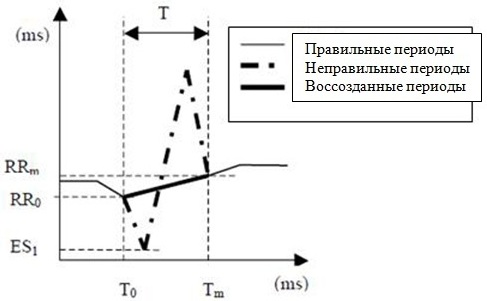 T
(ms)
Правильные периоды
Неправильные периоды
Воссозданные периоды
RRm
RR0
ES1
T0
Tm
(ms)